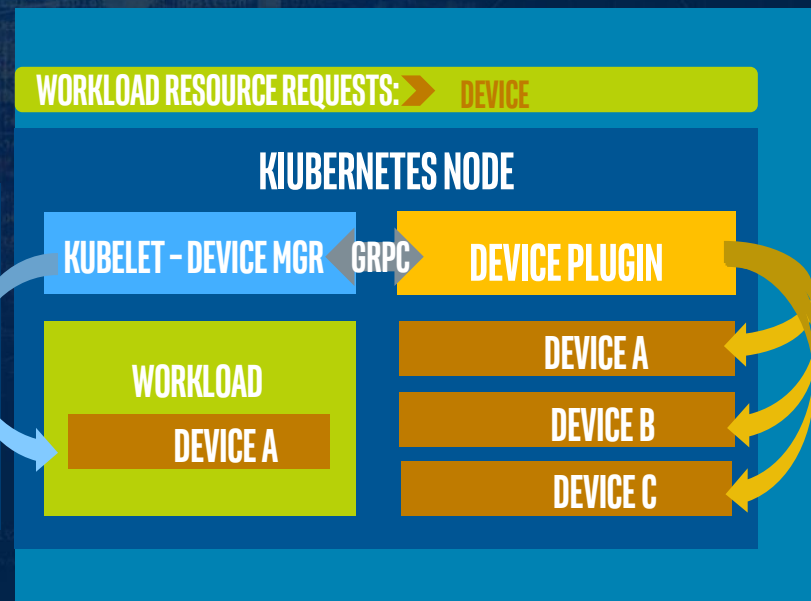 WORKLOAD RESOURCE REQUESTS: DEVICE
KIUBERNETES NODE
KUBELET – DEVICE MGR
GRPC
DEVICE PLUGIN
WORKLOAD
DEVICE A
DEVICE A
DEVICE B
DEVICE C